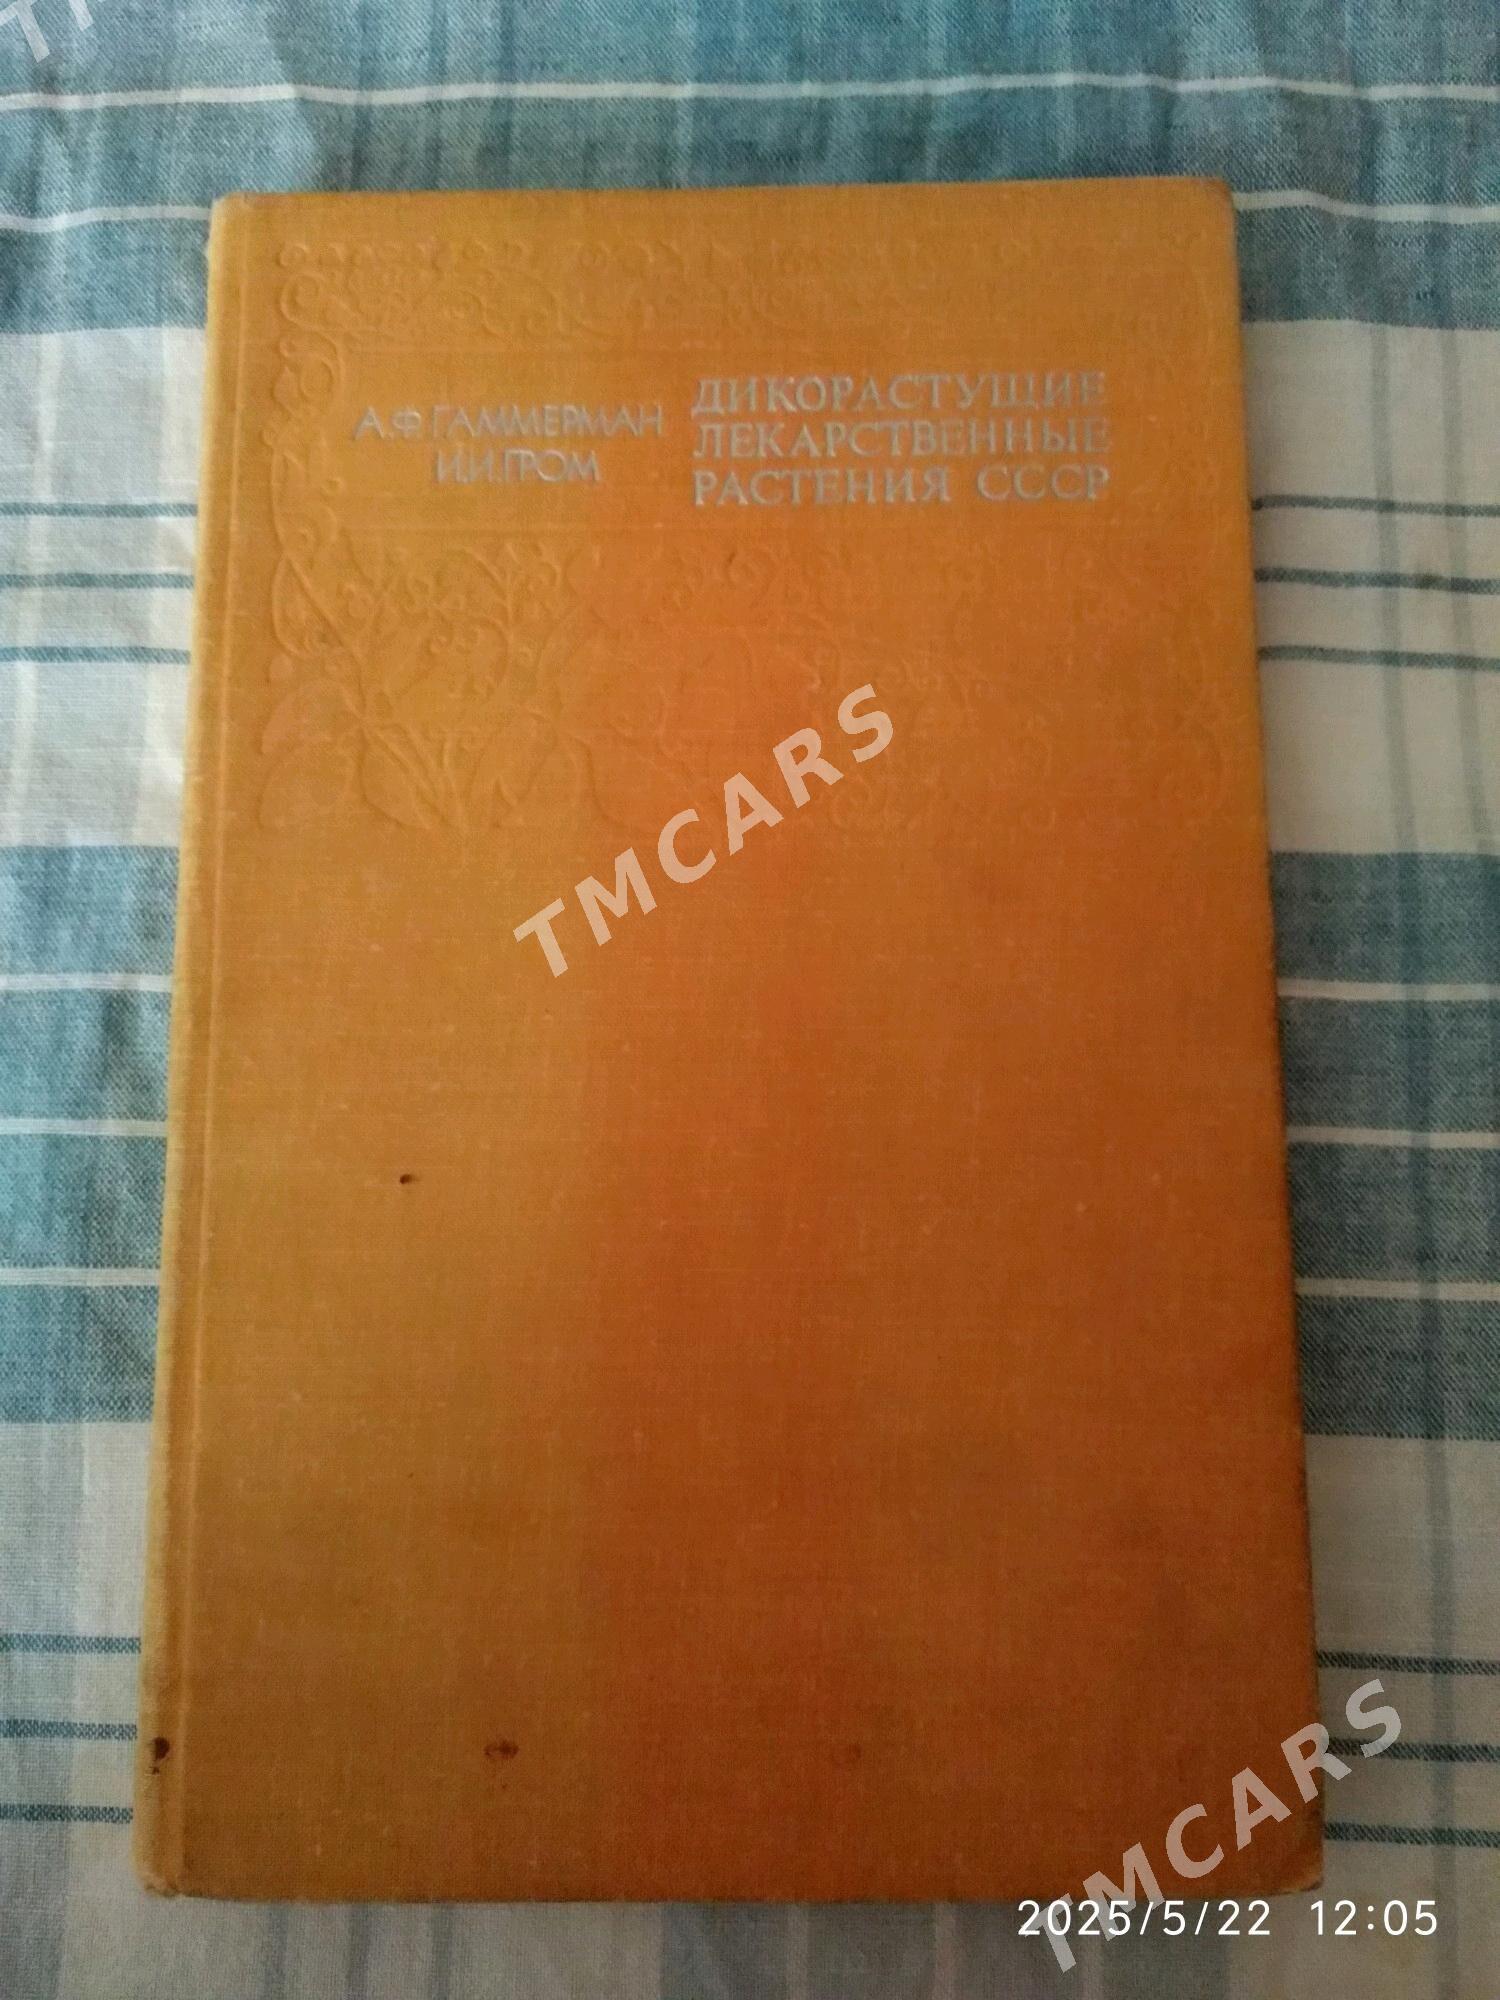 А.Ф.ГАММЕРМАН
И.И.ГРОМ
ДИКОРАСТУЩИЕ
ЛЕКАРСТВЕННЫЕ
РАСТЕНИЯ СССР
TMCARS
TMCARS
2025/5/22 12:05